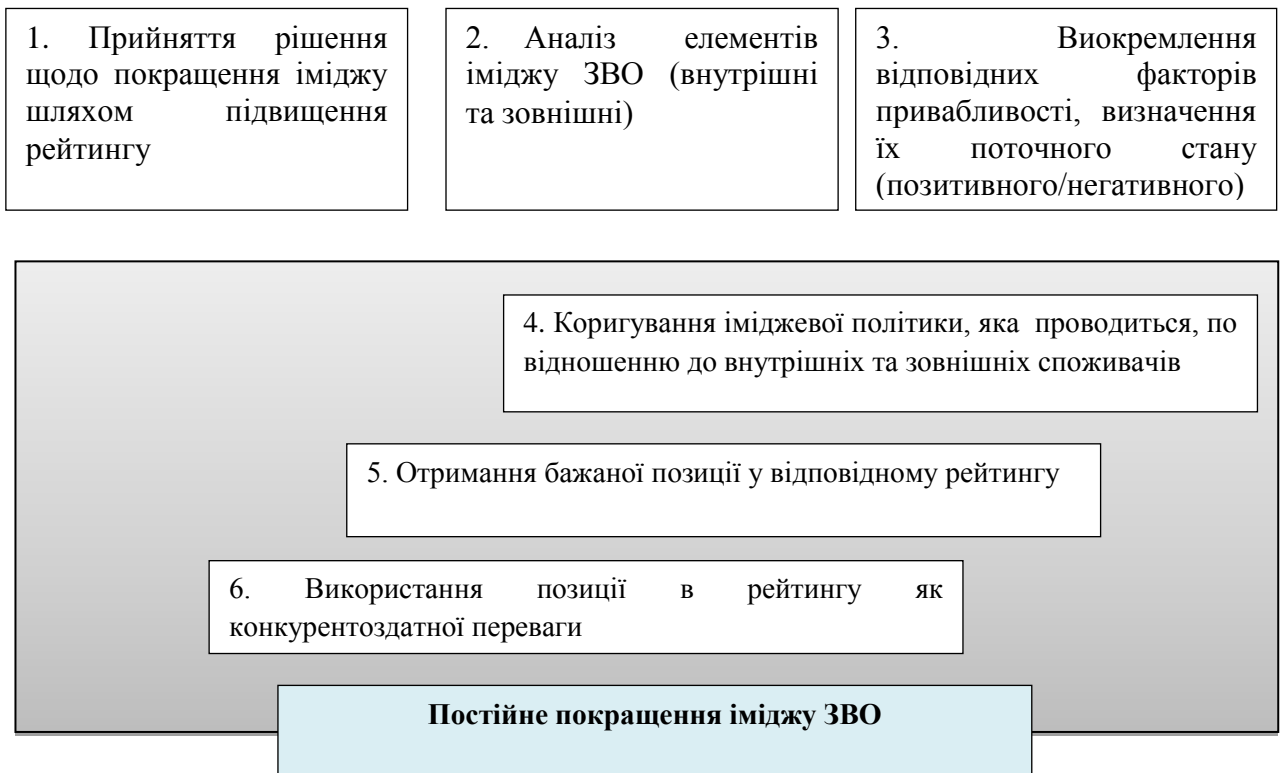 1. Прийняття рішення
щодо покращення іміджу
шляхом підвищення
рейтингу
2. Аналіз елементів
іміджу ЗВО (внутрішні
та зовнішні)
3. Виокремлення
відповідних факторів
привабливості, визначення
їх поточного стану
(позитивного/негативного)
4. Коригування іміджевої політики, яка проводиться, по
відношенню до внутрішніх та зовнішніх споживачів
5. Отримання бажаної позиції у відповідному рейтингу
6. Використання позиції в рейтингу як
конкурентоздатної переваги
Постійне покращення іміджу ЗВО